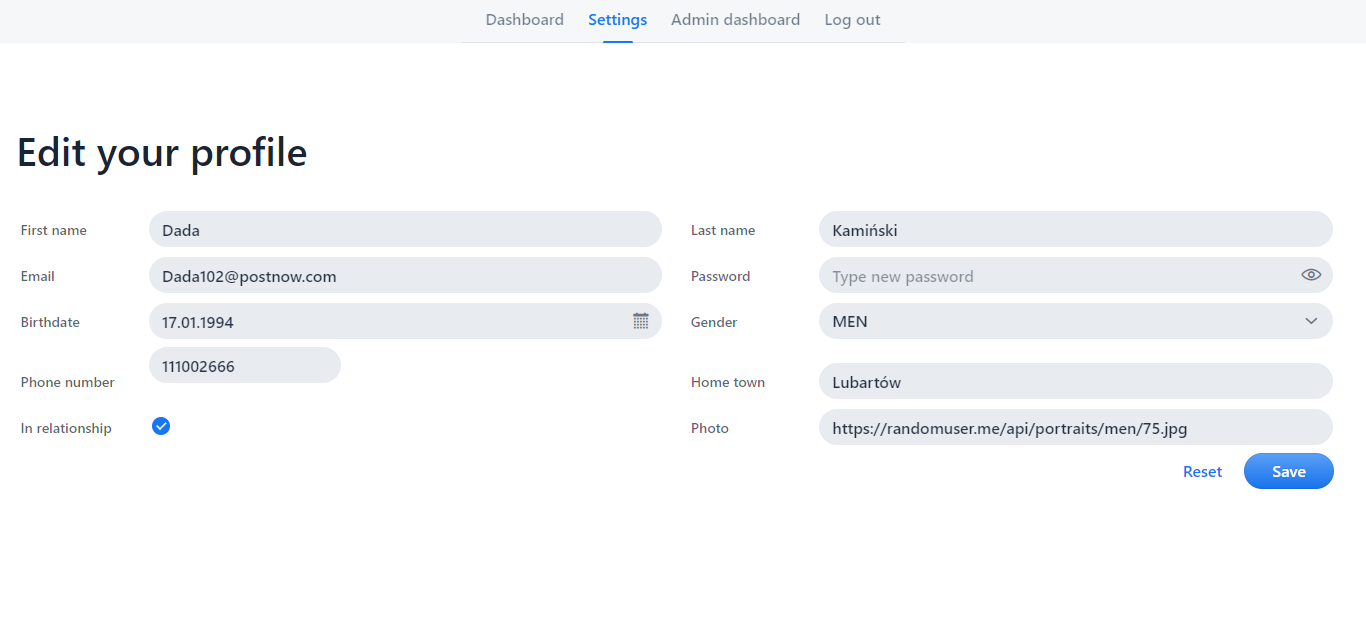 Dashboard Settings Admin dashboard Log out
Edit your profile
First name Dada Last name Kamiński
Email Dada102@postnow.com Password Type new password
Birthdate 17.01.1994 Gender MEN
Phone number 111002666 Home town Lubartów
In relationship Photo https://randomuser.me/api/portraits/men/75.jpg
Reset Save